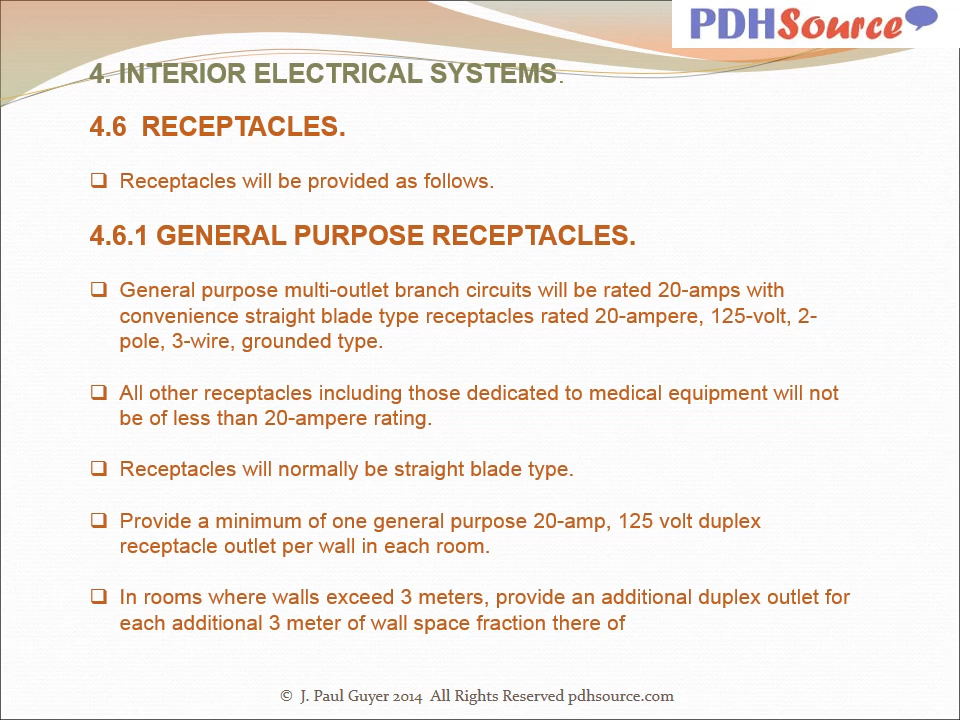 PDHSource
4. INTERIOR ELECTRICAL SYSTEMS.
4.6 RECEPTACLES.
❑ Receptacles will be provided as follows.
4.6.1 GENERAL PURPOSE RECEPTACLES.
❑ General purpose multi-outlet branch circuits will be rated 20-amps with
convenience straight blade type receptacles rated 20-ampere, 125-volt, 2-
pole, 3-wire, grounded type.
❑ All other receptacles including those dedicated to medical equipment will not
be of less than 20-ampere rating.
❑ Receptacles will normally be straight blade type.
❑ Provide a minimum of one general purpose 20-amp, 125 volt duplex
receptacle outlet per wall in each room.
❑ In rooms where walls exceed 3 meters, provide an additional duplex outlet for
each additional 3 meter of wall space fraction there of
© J. Paul Guyer 2014 All Rights Reserved pdhsource.com